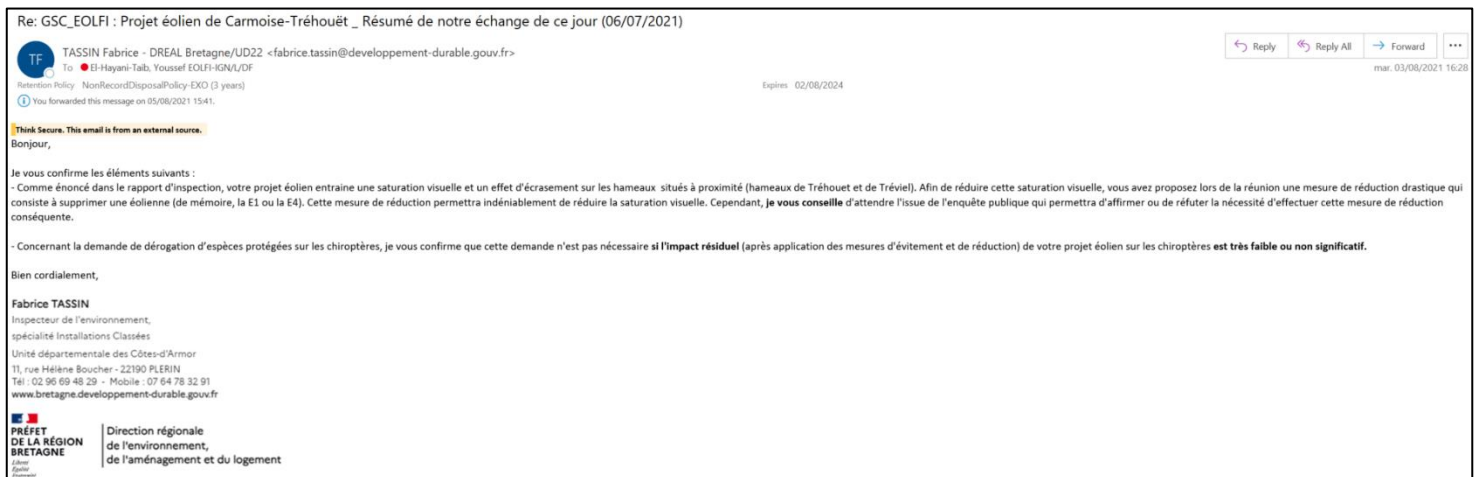 Re: GSC_EOLFI : Projet éolien de Carmoise-Tréhouët _ Résumé de notre échange de ce jour (06/07/2021)
TF
TASSIN Fabrice - DREAL Bretagne/UD22 <fabrice.tassin@developpement-durable.gouv.fr>
To El-Hayani-Taib, Youssef EOLFI-IGN/L/DF
Reply
Reply All
Forward
mar. 03/08/2021 16:28
Retention Policy NonRecordDisposalPolicy-EXO (3 years)
Expires 02/08/2024
You forwarded this message on 05/08/2021 15:41.
Think Secure. This email is from an external source.
Bonjour,
Je vous confirme les éléments suivants :
- Comme énoncé dans le rapport d'inspection, votre projet éolien entraine une saturation visuelle et un effet d'écrasement sur les hameaux situés à proximité (hameaux de Tréhouet et de Tréviel). Afin de réduire cette saturation visuelle, vous avez proposez lors de la réunion une mesure de réduction drastique qui
consiste à supprimer une éolienne (de mémoire, la E1 ou la E4). Cette mesure de réduction permettra indéniablement de réduire la saturation visuelle. Cependant, je vous conseille d'attendre l'issue de l'enquête publique qui permettra d'affirmer ou de réfuter la nécessité d'effectuer cette mesure de réduction
conséquente.
- Concernant la demande de dérogation d'espèces protégées sur les chiroptères, je vous confirme que cette demande n'est pas nécessaire si l'impact résiduel (après application des mesures d'évitement et de réduction) de votre projet éolien sur les chiroptères est très faible ou non significatif.
Bien cordialement,
Fabrice TASSIN
Inspecteur de l'environnement,
spécialité Installations Classées
Unité départementale des Côtes-d'Armor
11, rue Hélène Boucher - 22190 PLERIN
Tél : 02 96 69 48 29 - Mobile : 07 64 78 32 91
www.bretagne.developpement-durable.gouv.fr
PRÉFET
DE LA RÉGION
BRETAGNE
Liberté
Égalité
Fraternité
Direction régionale
de l'environnement,
de l'aménagement et du logement